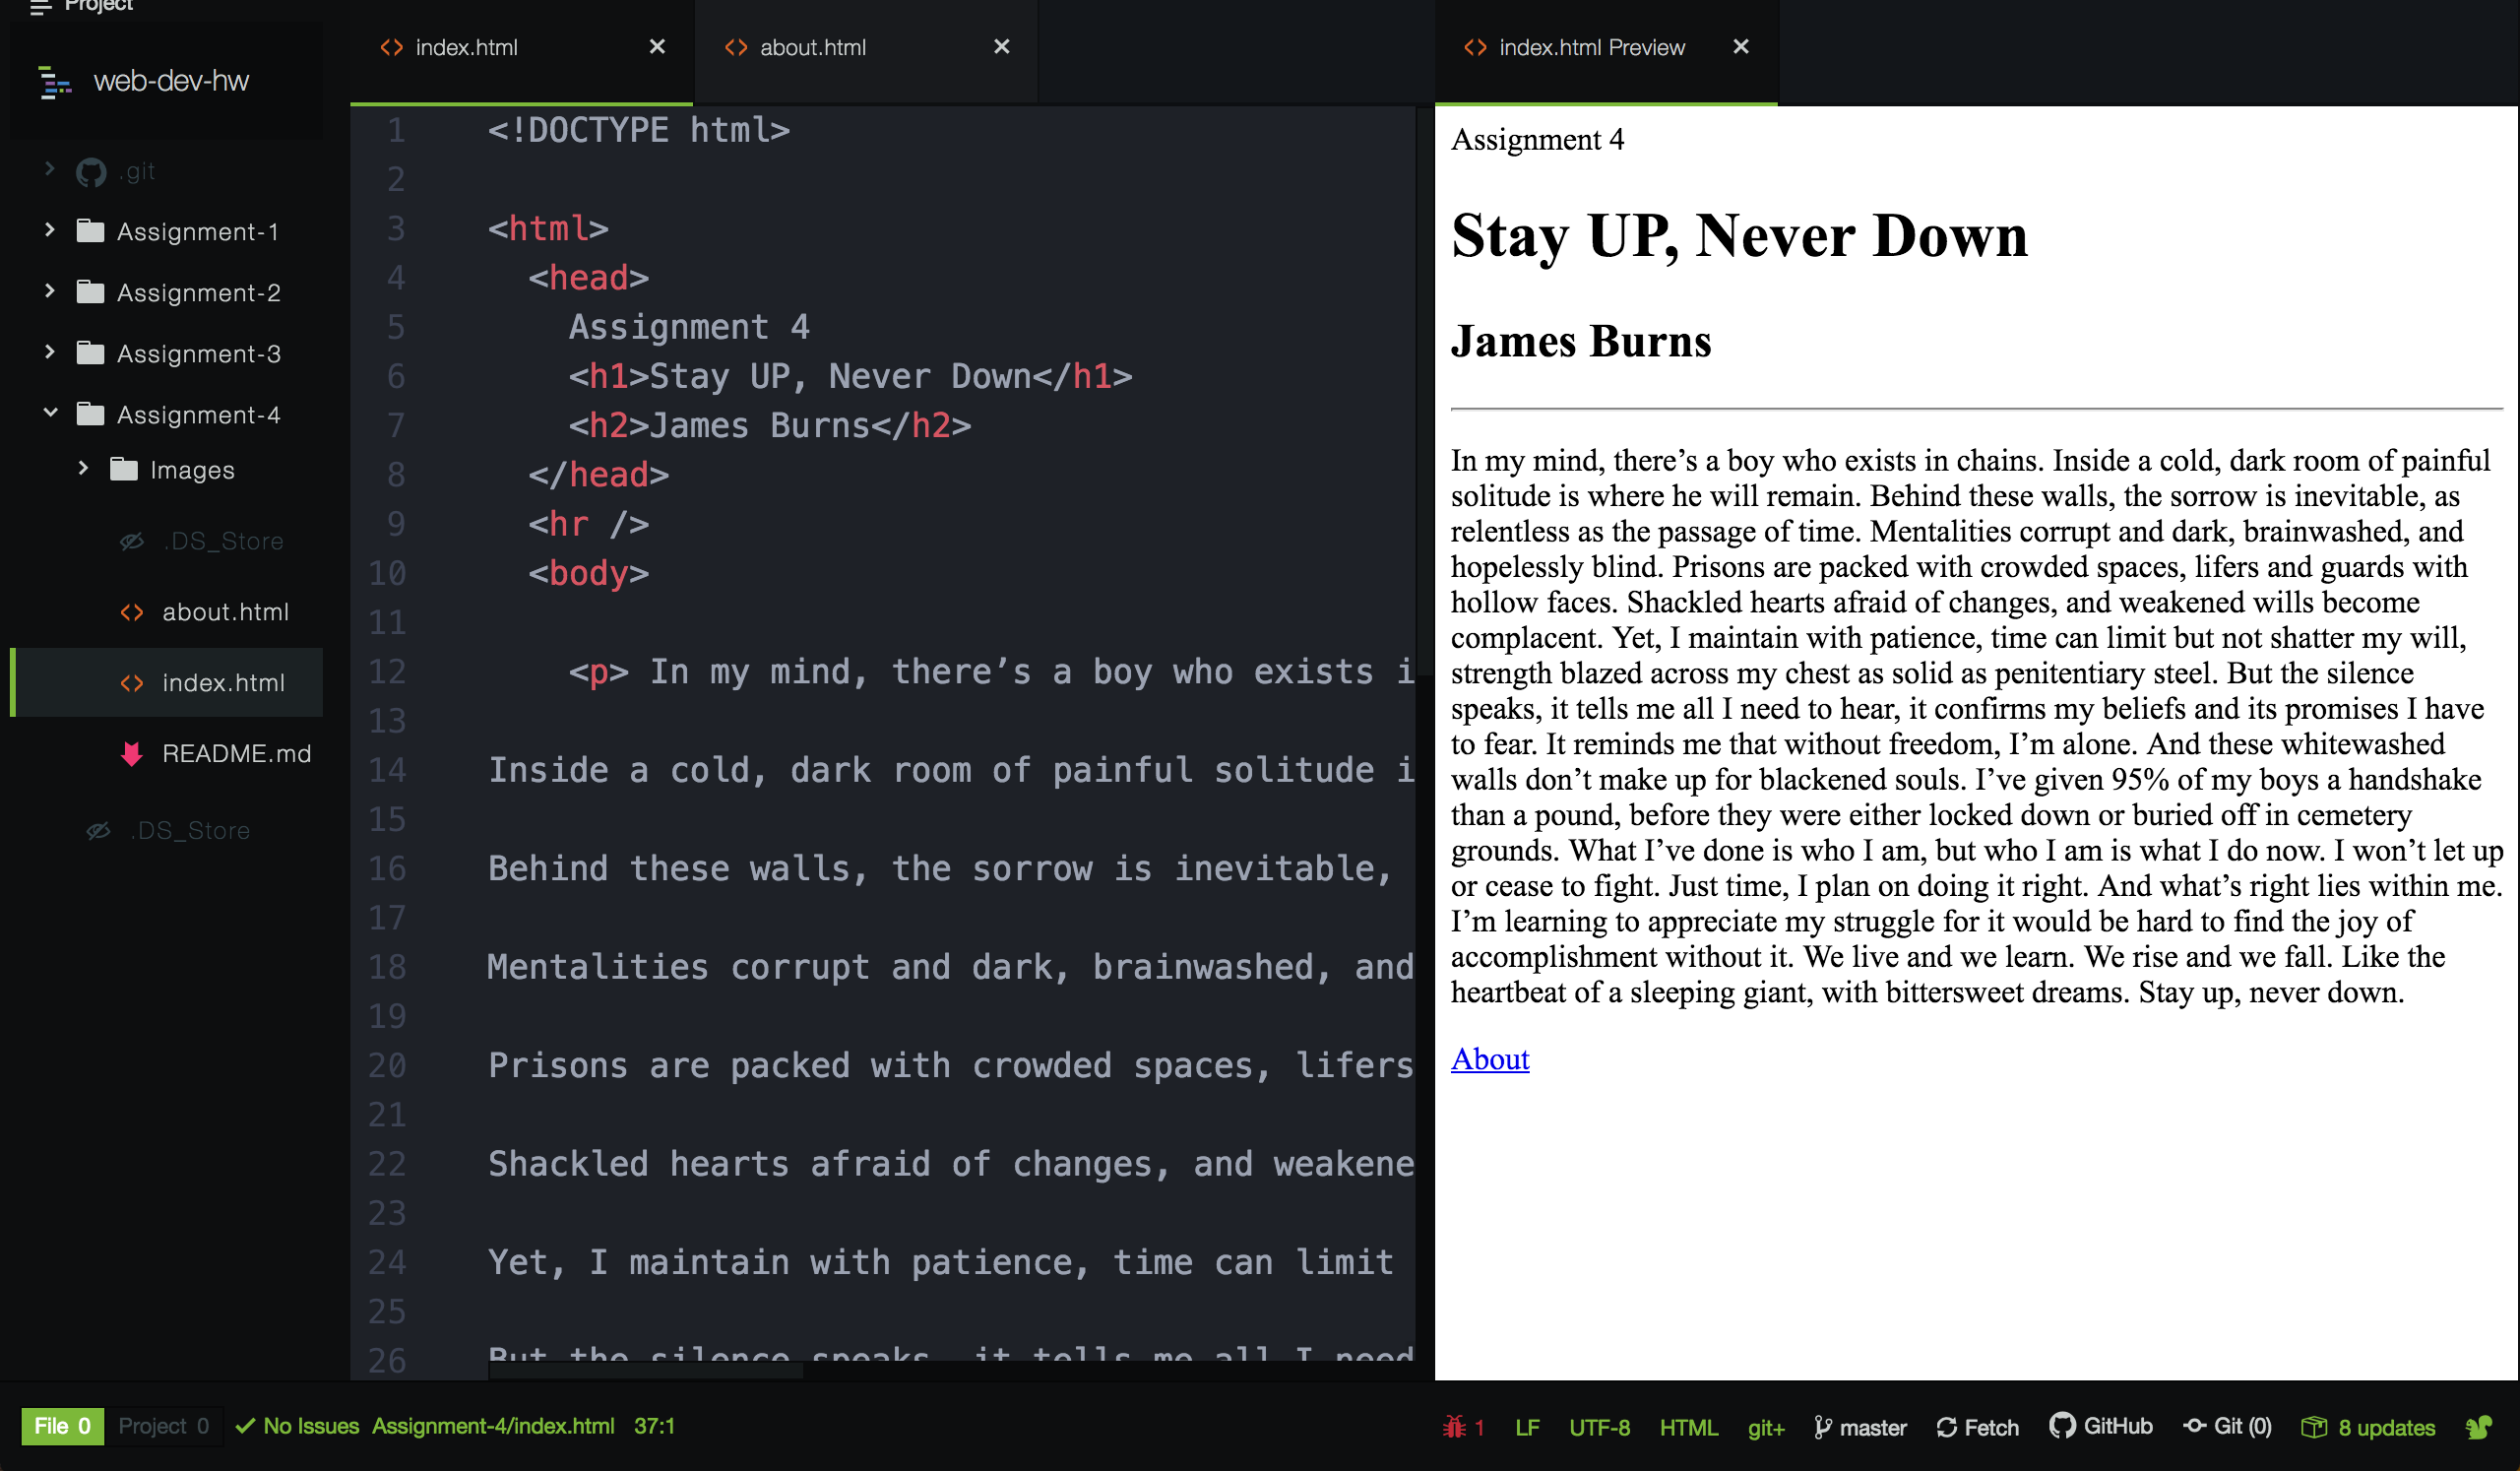 Project
web-dev-hw
.git
Assignment-1
Assignment-2
Assignment-3
Assignment-4
Images
.DS_Store
about.html
index.html
README.md
.DS_Store
index.html
about.html
1 <!DOCTYPE html>
2
3 <html>
4 <head>
5 Assignment 4
6 <h1>Stay UP, Never Down</h1>
7 <h2>James Burns</h2>
8 </head>
9 <hr />
10 <body>
11
12 <p> In my mind, there’s a boy who exists i
13
14 Inside a cold, dark room of painful solitude i
15
16 Behind these walls, the sorrow is inevitable,
17
18 Mentalities corrupt and dark, brainwashed, and
19
20 Prisons are packed with crowded spaces, lifers
21
22 Shackled hearts afraid of changes, and weakene
23
24 Yet, I maintain with patience, time can limit
25
26 But the silence speaks, it tells me all I need
index.html Preview
Assignment 4
Stay UP, Never Down
James Burns
In my mind, there’s a boy who exists in chains. Inside a cold, dark room of painful
solitude is where he will remain. Behind these walls, the sorrow is inevitable, as
relentless as the passage of time. Mentalities corrupt and dark, brainwashed, and
hopelessly blind. Prisons are packed with crowded spaces, lifers and guards with
hollow faces. Shackled hearts afraid of changes, and weakened wills become
complacent. Yet, I maintain with patience, time can limit but not shatter my will,
strength blazed across my chest as solid as penitentiary steel. But the silence
speaks, it tells me all I need to hear, it confirms my beliefs and its promises I have
to fear. It reminds me that without freedom, I’m alone. And these whitewashed
walls don’t make up for blackened souls. I’ve given 95% of my boys a handshake
than a pound, before they were either locked down or buried off in cemetery
grounds. What I’ve done is who I am, but who I am is what I do now. I won’t let up
or cease to fight. Just time, I plan on doing it right. And what’s right lies within me.
I’m learning to appreciate my struggle for it would be hard to find the joy of
accomplishment without it. We live and we learn. We rise and we fall. Like the
heartbeat of a sleeping giant, with bittersweet dreams. Stay up, never down.
About
File 0 Project 0 No Issues Assignment-4/index.html 37:1
1 LF UTF-8 HTML git+ master Fetch GitHub Git (0) 8 updates